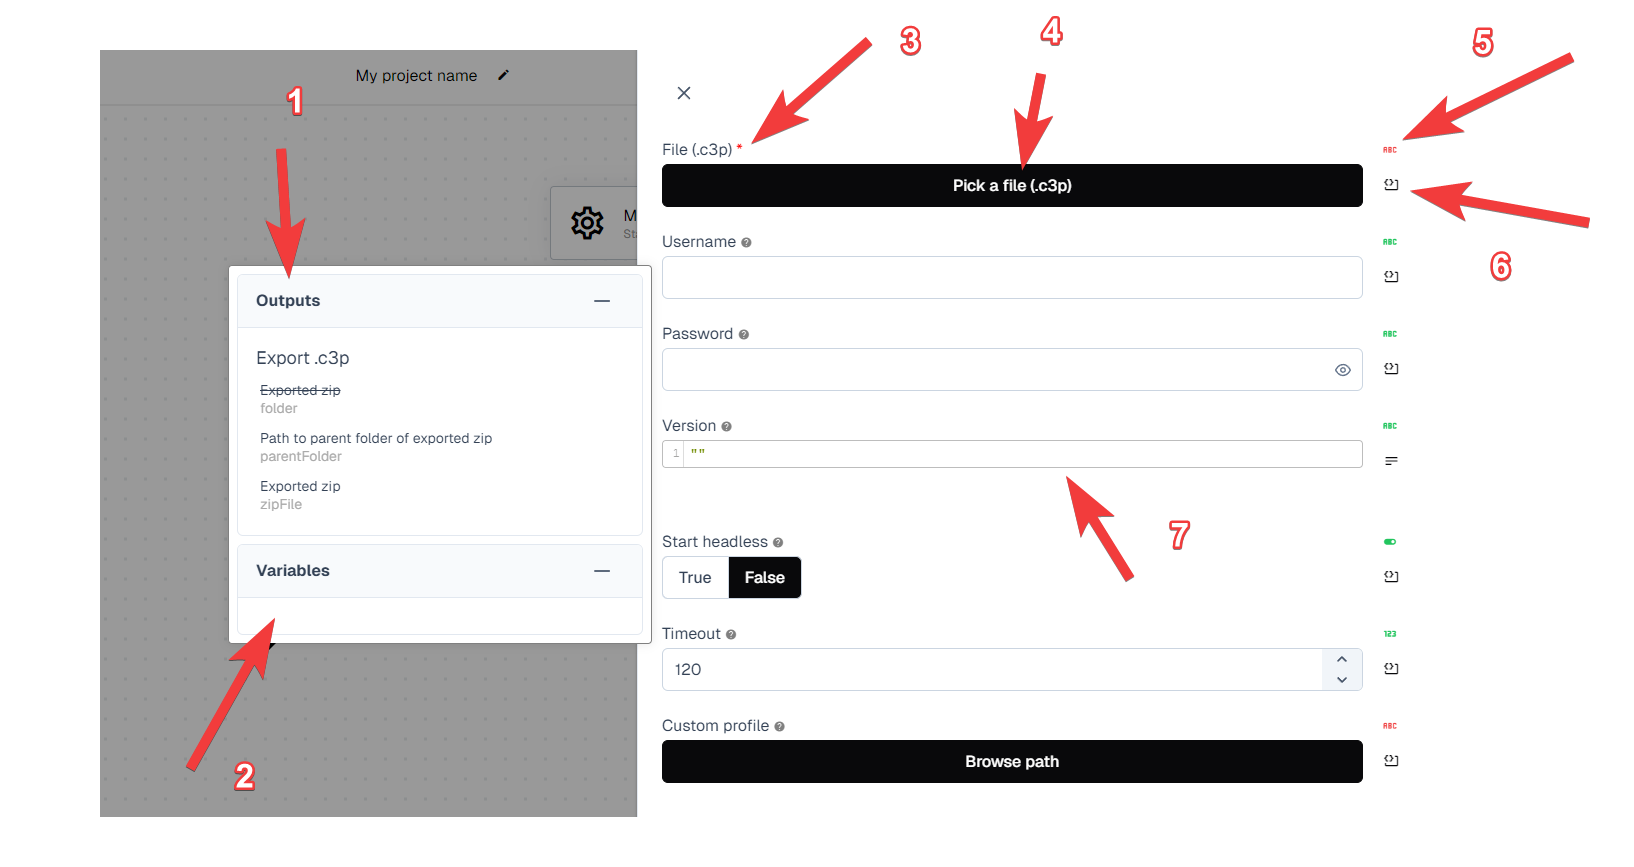 My project name
1
3
4
5
File (.c3p) *
ABC
Pick a file (.c3p)
M
Sta
6
Username
ABC
Outputs
Export .c3p
Exported zip
folder
Path to parent folder of exported zip
parentFolder
Exported zip
zipFile
Variables
2
Password
ABC
Version
ABC
1 ""
7
Start headless
True False
Timeout
123
120
Custom profile
ABC
Browse path